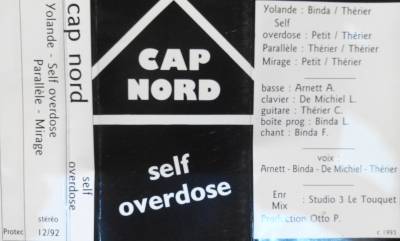 Yolande - Self overdose
Parallèle - Mirage
stéréo
Protec 12/92
cap nord
self
overdose
CAP
NORD
self
overdose
Yolande : Binda / Thérier
Self
overdose : Petit / Thérier
Parallèle : Thérier / Thérier
Mirage : Petit / Thérier
basse : Arnett A.
clavier : De Michiel L.
guitare : Thérier C.
boîte prog : Binda L.
chant : Binda F.
voix :
Arnett - Binda - De Michiel - Thérier
Enr
Mix : Studio 3 Le Touquet
Production Otto P.
c 1993